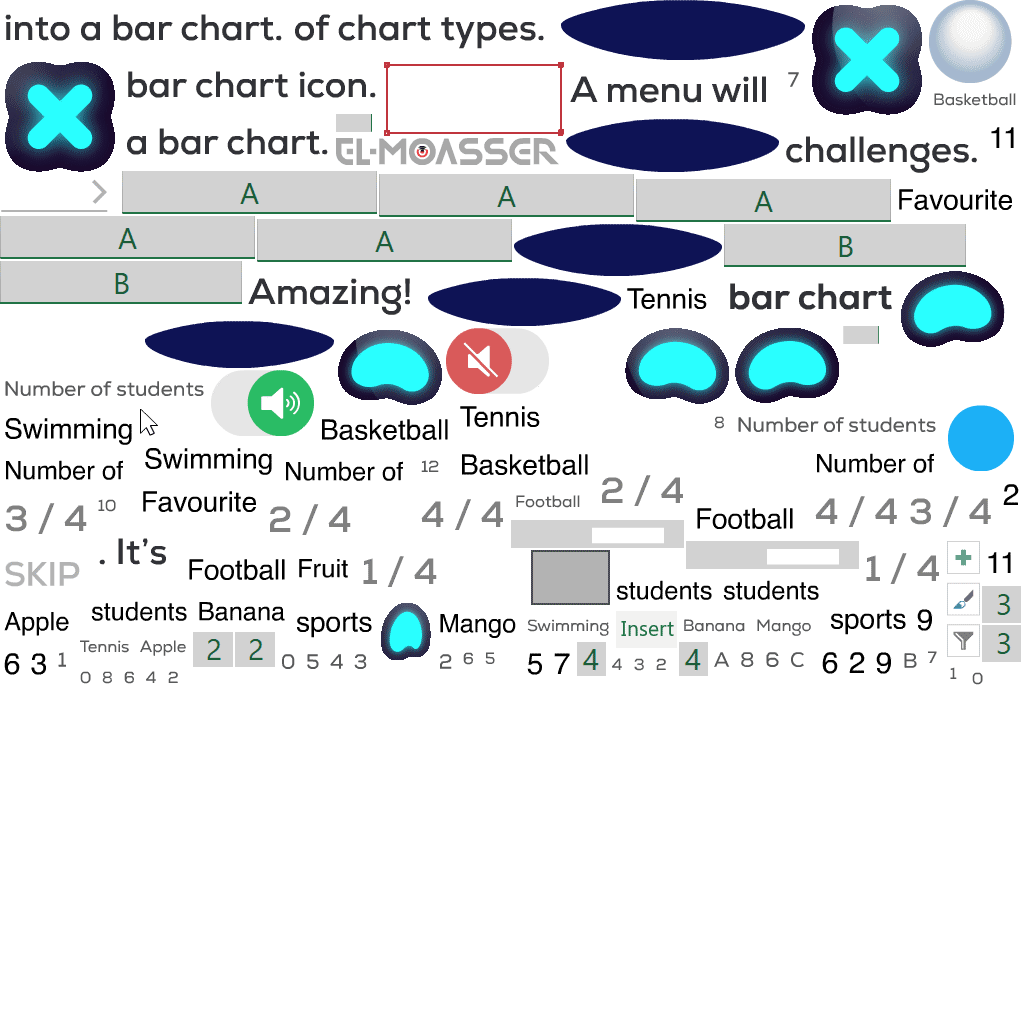 into a bar chart. of chart types.
Basketball
bar chart icon. A menu will 7
a bar chart. EL-MOASSER challenges. 11
A A A Favourite
A A B
B Amazing! Tennis bar chart
Number of students
Swimming Basketball Tennis 8 Number of students
Number of Swimming Number of 12 Basketball Number of
3 / 4 10 Favourite 2 / 4 4 / 4 Football 2 / 4 Football 4 / 4 3 / 4 2
SKIP . It's Football Fruit 1 / 4 1 / 4 11
students students 3
Apple students Banana sports Mango Swimming Insert Banana Mango sports 9
6 3 1 Tennis Apple 2 2 0 5 4 3 2 6 5 5 7 4 4 3 2 4 A 8 6 C 6 2 9 B 7 3
0 8 6 4 2 1 0